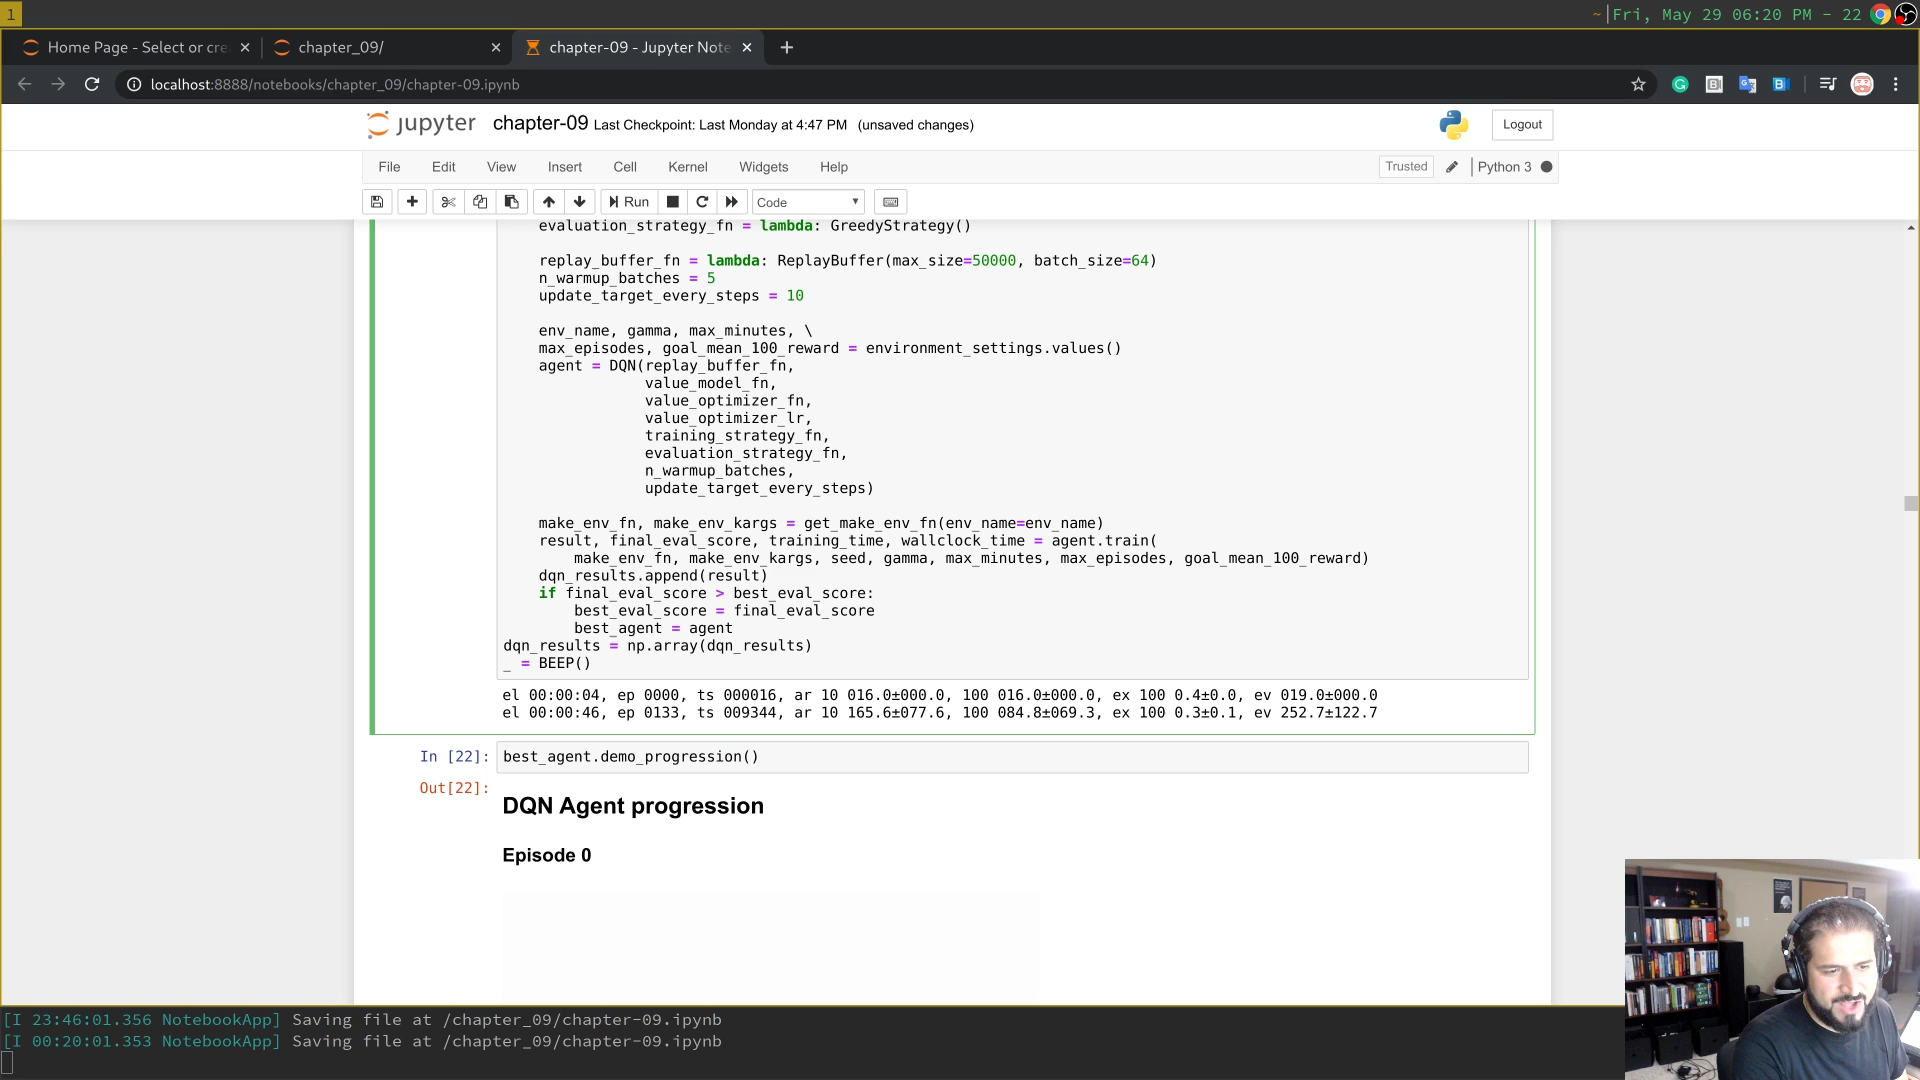 1
~ |Fri, May 29 06:20 PM - 22
Home Page - Select or cre
chapter_09/
chapter-09 - Jupyter Note
localhost:8888/notebooks/chapter_09/chapter-09.ipynb
jupyter chapter-09 Last Checkpoint: Last Monday at 4:47 PM (unsaved changes)
Logout
File Edit View Insert Cell Kernel Widgets Help
Trusted
Python 3
Run
Code
evaluation_strategy_fn = lambda: GreedyStrategy()
replay_buffer_fn = lambda: ReplayBuffer(max_size=50000, batch_size=64)
n_warmup_batches = 5
update_target_every_steps = 10
env_name, gamma, max_minutes, \
max_episodes, goal_mean_100_reward = environment_settings.values()
agent = DQN(replay_buffer_fn,
value_model_fn,
value_optimizer_fn,
value_optimizer_lr,
training_strategy_fn,
evaluation_strategy_fn,
n_warmup_batches,
update_target_every_steps)
make_env_fn, make_env_kargs = get_make_env_fn(env_name=env_name)
result, final_eval_score, training_time, wallclock_time = agent.train(
make_env_fn, make_env_kargs, seed, gamma, max_minutes, max_episodes, goal_mean_100_reward)
dqn_results.append(result)
if final_eval_score > best_eval_score:
best_eval_score = final_eval_score
best_agent = agent
dqn_results = np.array(dqn_results)
_ = BEEP()
el 00:00:04, ep 0000, ts 000016, ar 10 016.0±000.0, 100 016.0±000.0, ex 100 0.4±0.0, ev 019.0±000.0
el 00:00:46, ep 0133, ts 009344, ar 10 165.6±077.6, 100 084.8±069.3, ex 100 0.3±0.1, ev 252.7±122.7
In [22]: best_agent.demo_progression()
Out[22]:
DQN Agent progression
Episode 0
[I 23:46:01.356 NotebookApp] Saving file at /chapter_09/chapter-09.ipynb
[I 00:20:01.353 NotebookApp] Saving file at /chapter_09/chapter-09.ipynb